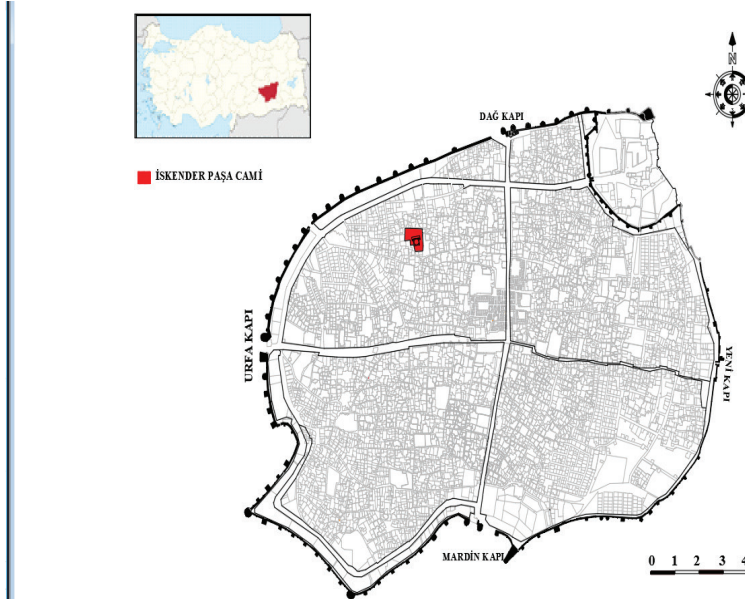 N
DAĞ KAPI
İSKENDER PAŞA CAMİ
URFA KAPI
YENİ KAPI
MARDİN KAPI
0 1 2 3 4